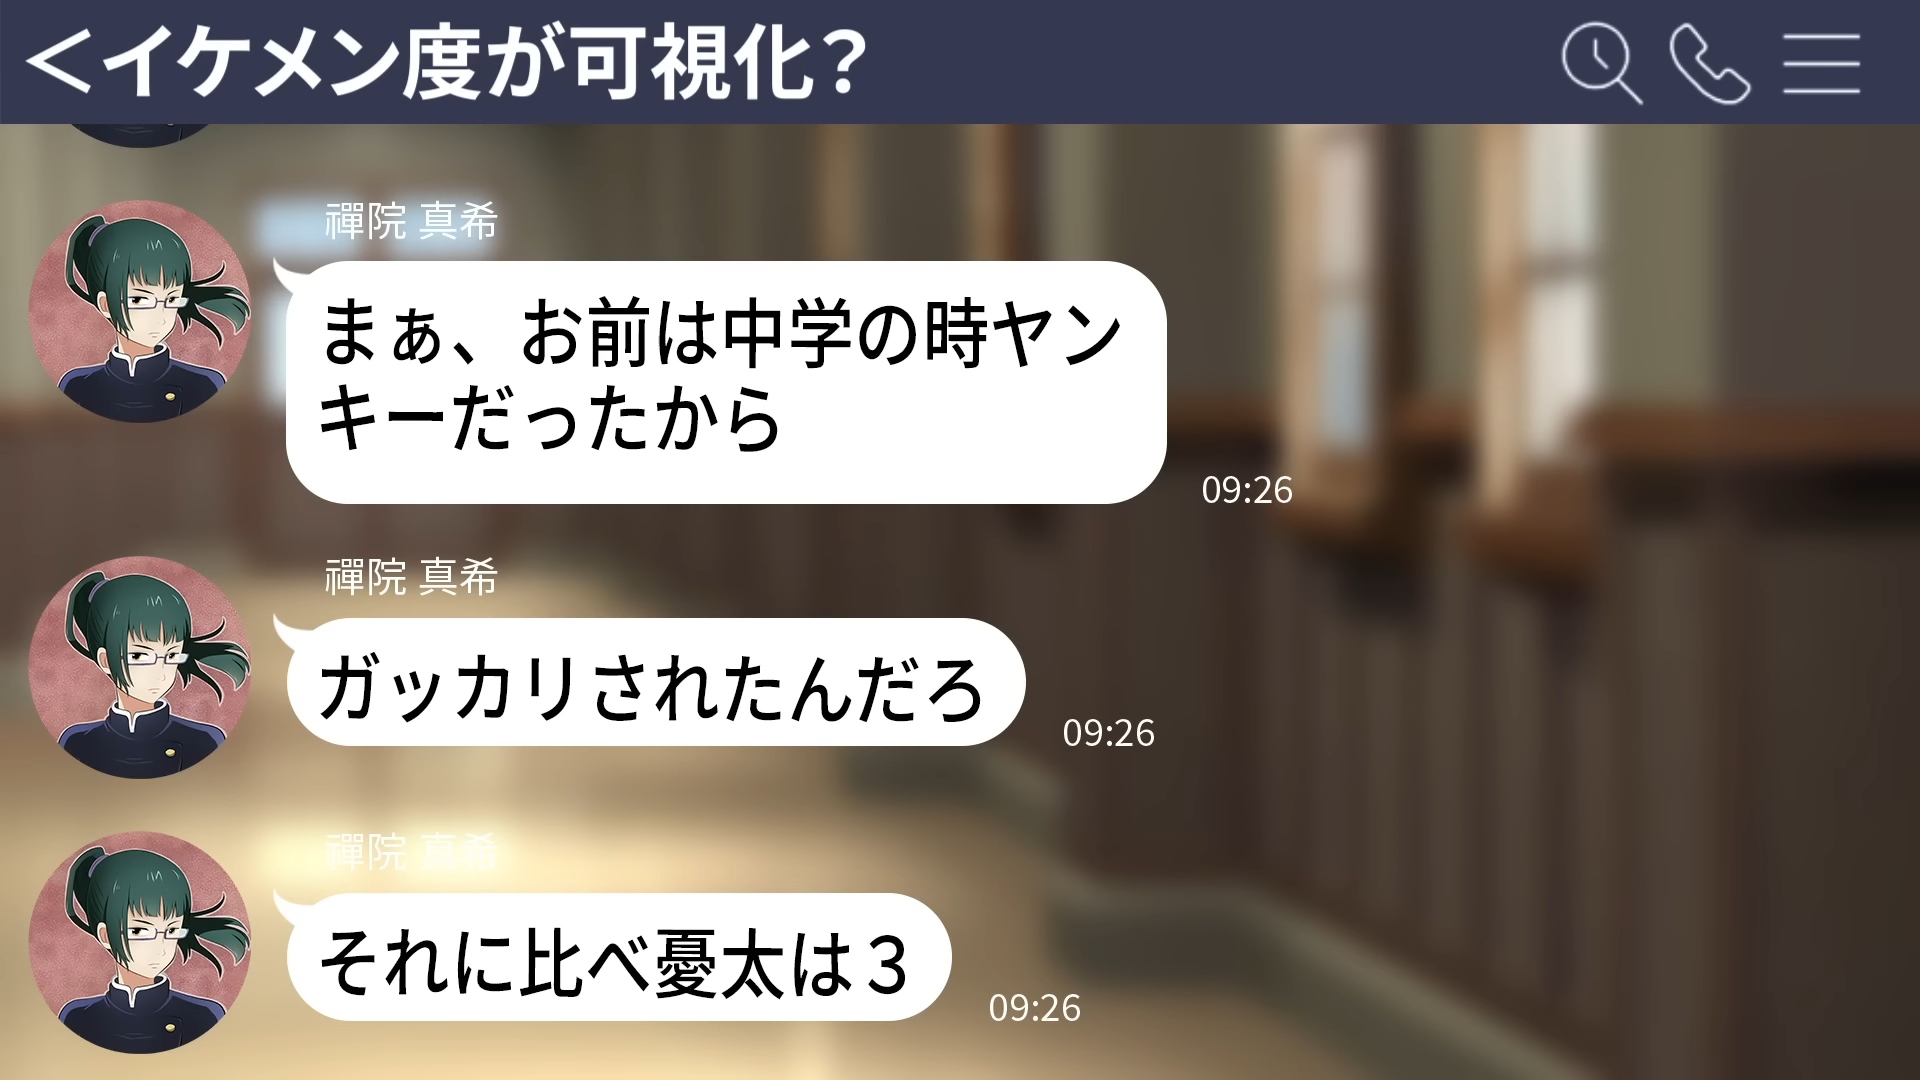 ＜イケメン度が可視化？
禪院 真希
まぁ、お前は中学の時ヤン
キーだったから
09:26
禪院 真希
ガッカリされたんだろ
09:26
禪院 真希
それに比べ憂太は３
09:26